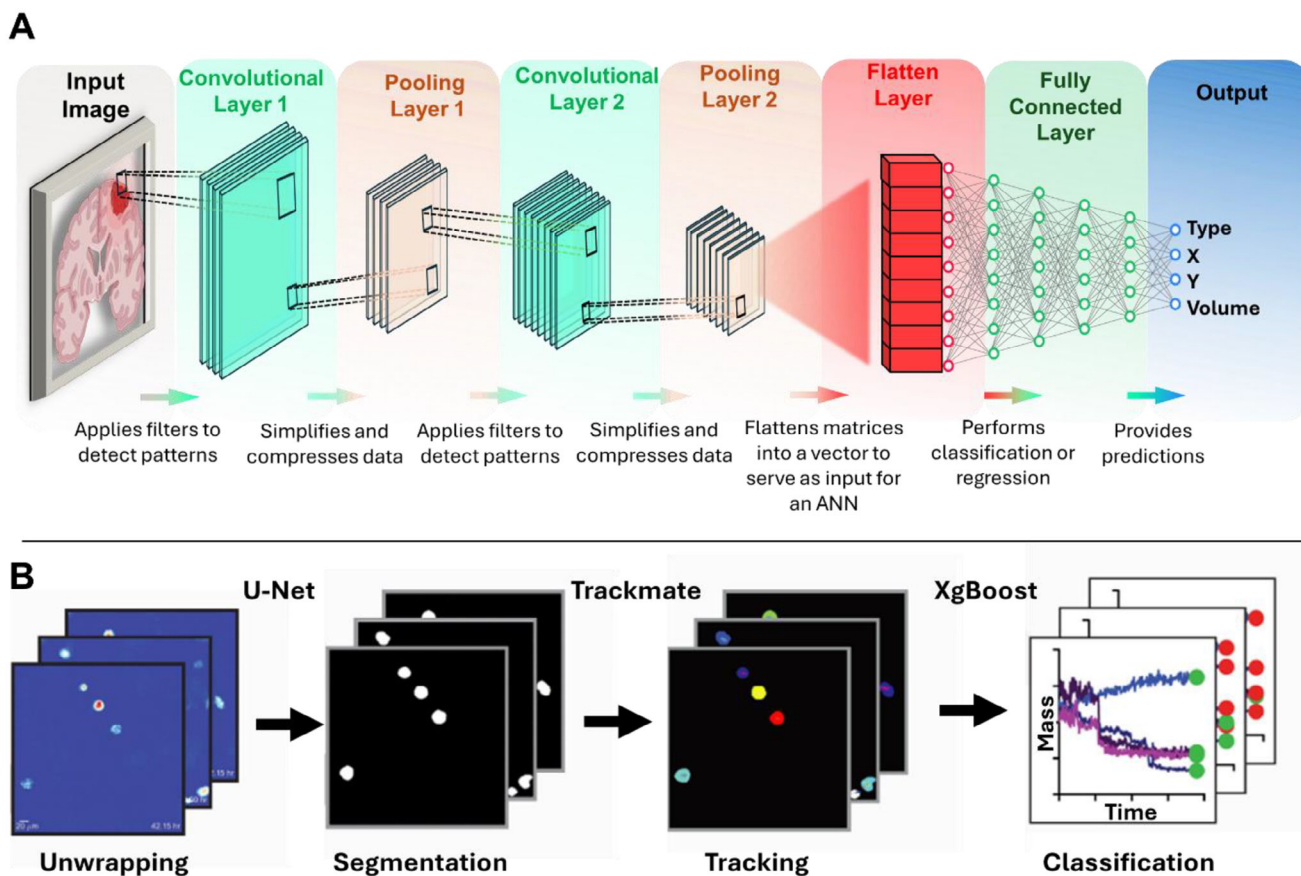 A
Input
Image
Convolutional
Layer 1
Pooling
Layer 1
Convolutional
Layer 2
Pooling
Layer 2
Flatten
Layer
Fully
Connected
Layer
Output
Type
X
Y
Volume
Applies filters to
detect patterns
Simplifies and
compresses data
Applies filters to
detect patterns
Simplifies and
compresses data
Flattens matrices
into a vector to
serve as input for
an ANN
Performs
classification or
regression
Provides
predictions
B
U-Net
Trackmate
XgBoost
20 μm
42.15 hr
Mass
Time
Unwrapping
Segmentation
Tracking
Classification